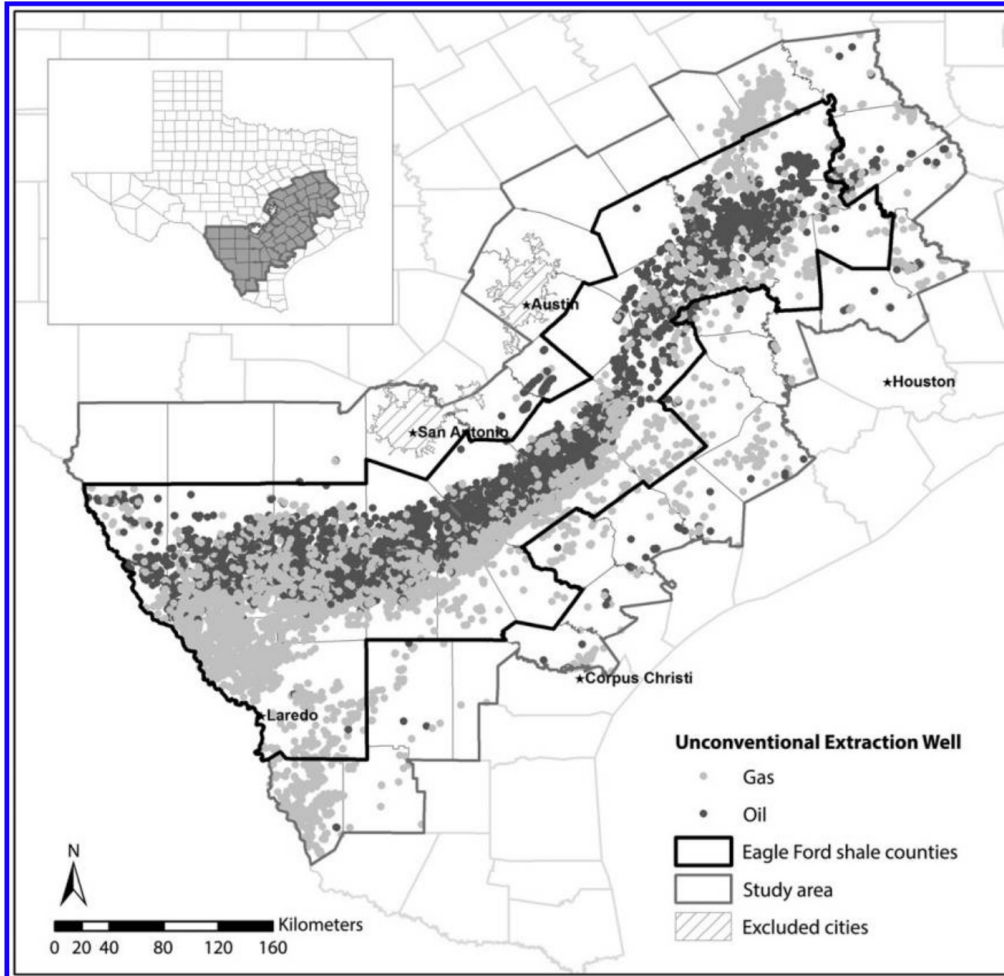 Austin
Houston
San Antonio
Corpus Christi
Laredo
Unconventional Extraction Well
Gas
Oil
Eagle Ford shale counties
Study area
Excluded cities
N
Kilometers
0 20 40 80 120 160